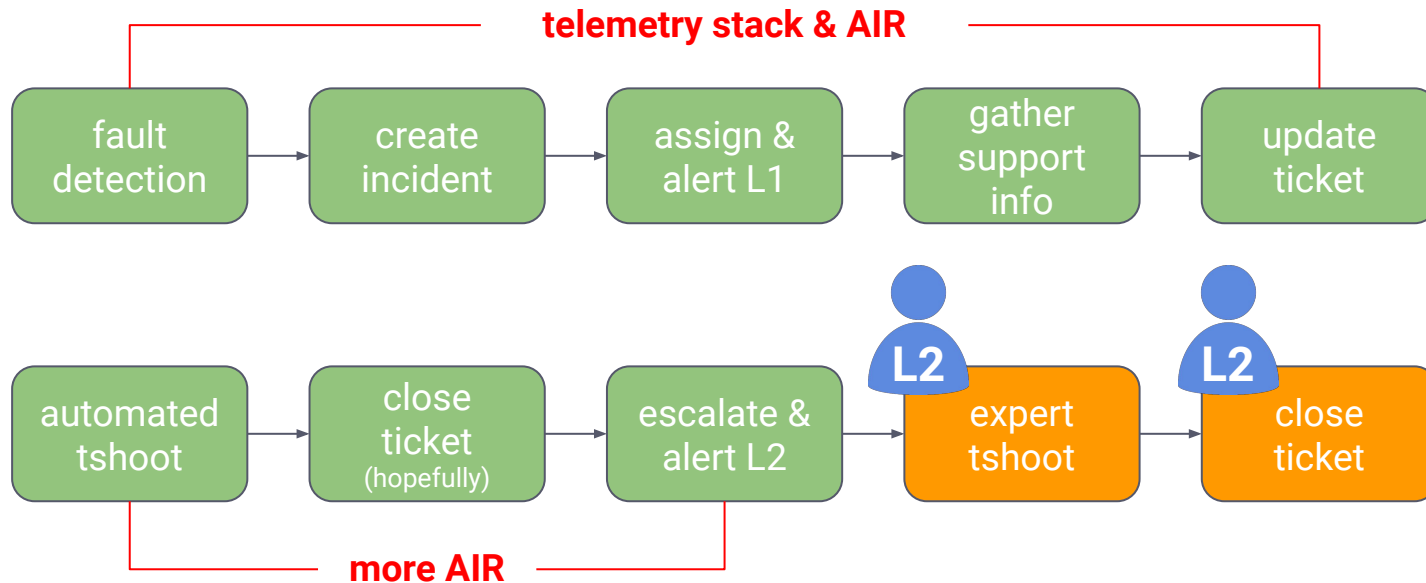 telemetry stack & AIR
fault
detection
create
incident
assign &
alert L1
gather
support
info
update
ticket
automated
tshoot
close
ticket
(hopefully)
escalate &
alert L2
L2
expert
tshoot
L2
close
ticket
more AIR